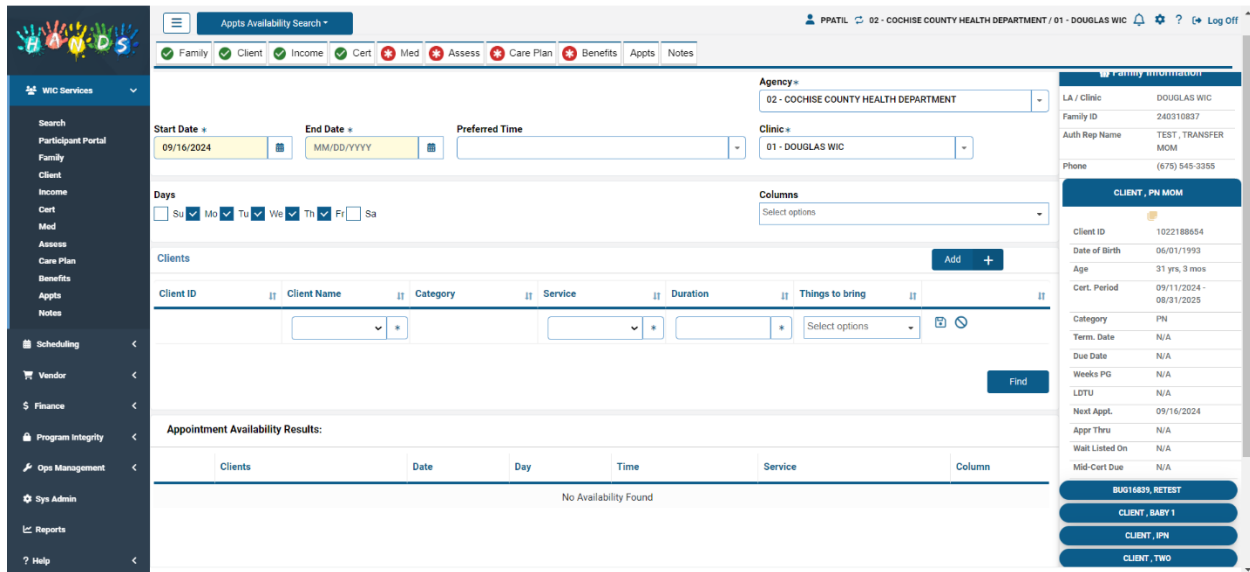 HANDS
Appts Availability Search
PPATIL 02 - COCHISE COUNTY HEALTH DEPARTMENT / 01 - DOUGLAS WIC ? Log Off
Family Client Income Cert Med Assess Care Plan Benefits Appts Notes
WIC Services
Search
Participant Portal
Family
Client
Income
Cert
Med
Assess
Care Plan
Benefits
Appts
Notes
Scheduling
Vendor
$ Finance
Program Integrity
Ops Management
Sys Admin
Reports
? Help
Agency*
02 - COCHISE COUNTY HEALTH DEPARTMENT
Start Date * End Date * Preferred Time Clinic*
09/16/2024 MM/DD/YYYY 01 - DOUGLAS WIC
Days Columns
Su Mo Tu We Th Fr Sa Select options
Clients Add +
Client ID Client Name Category Service Duration Things to bring
* * * Select options
Find
Appointment Availability Results:
Clients Date Day Time Service Column
No Availability Found
Family Information
LA / Clinic DOUGLAS WIC
Family ID 240310837
Auth Rep Name TEST , TRANSFER
MOM
Phone (675) 545-3355
CLIENT , PN MOM
Client ID 1022188654
Date of Birth 06/01/1993
Age 31 yrs, 3 mos
Cert. Period 09/11/2024 -
08/31/2025
Category PN
Term. Date N/A
Due Date N/A
Weeks PG N/A
LDTU N/A
Next Appt. 09/16/2024
Appr Thru N/A
Wait Listed On N/A
Mid-Cert Due N/A
BUG16839, RETEST
CLIENT , BABY 1
CLIENT , IPN
CLIENT , TWO